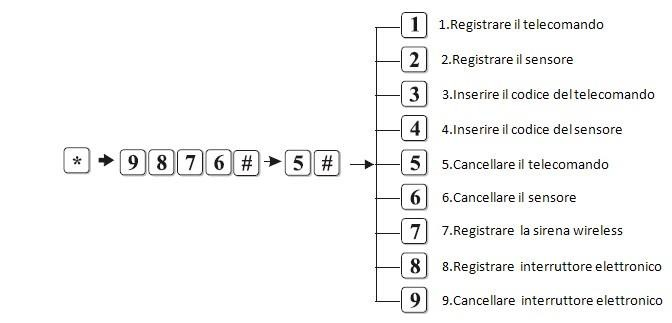 1 1.Registrare il telecomando
2 2.Registrare il sensore
3 3.Inserire il codice del telecomando
4 4.Inserire il codice del sensore
* 9 8 7 6 # 5 # 5 5.Cancellare il telecomando
6 6.Cancellare il sensore
7 7.Registrare la sirena wireless
8 8.Registrare interruttore elettronico
9 9.Cancellare interruttore elettronico